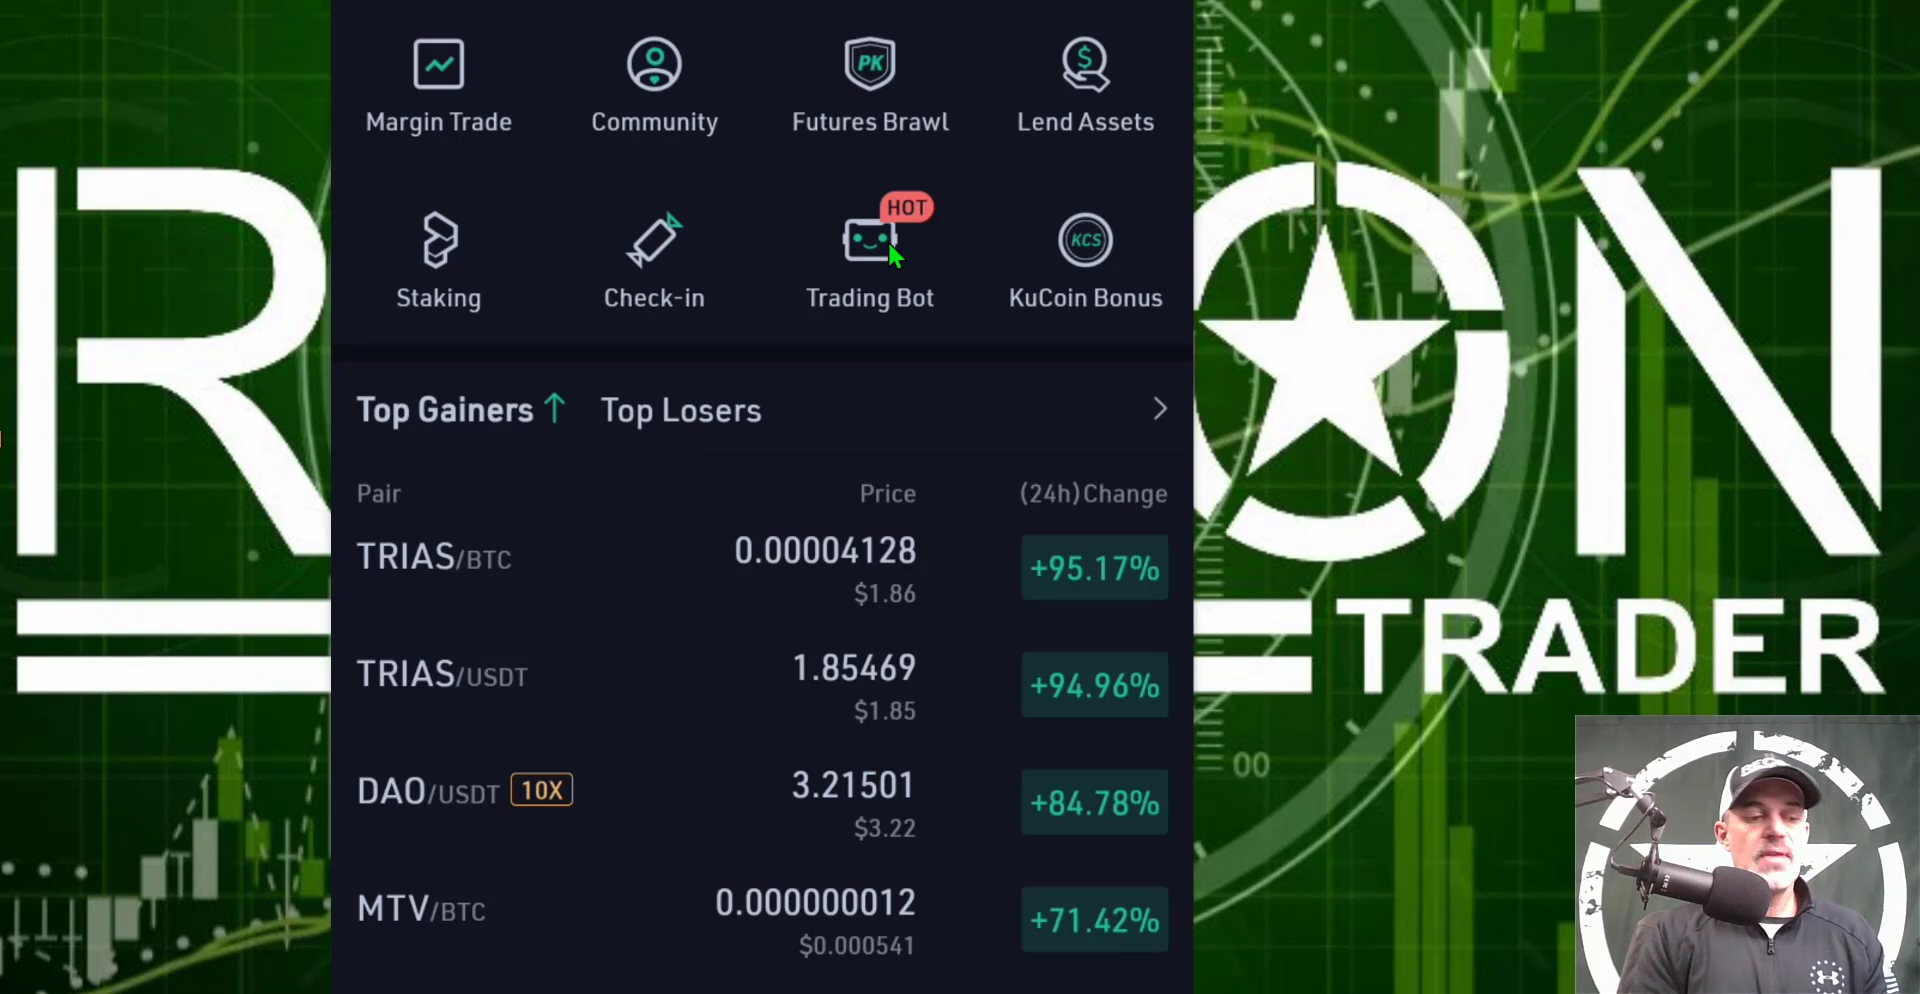 Margin Trade
Community
Futures Brawl
PK
Lend Assets
$
Staking
Check-in
HOT
Trading Bot
KCS
KuCoin Bonus
Top Gainers ↑ Top Losers >
Pair Price (24h)Change
TRIAS/BTC 0.00004128 +95.17%
$1.86
TRIAS/USDT 1.85469 +94.96%
$1.85
DAO/USDT 10X 3.21501 +84.78%
$3.22
MTV/BTC 0.000000012 +71.42%
$0.000541
R ON
TRADER
00